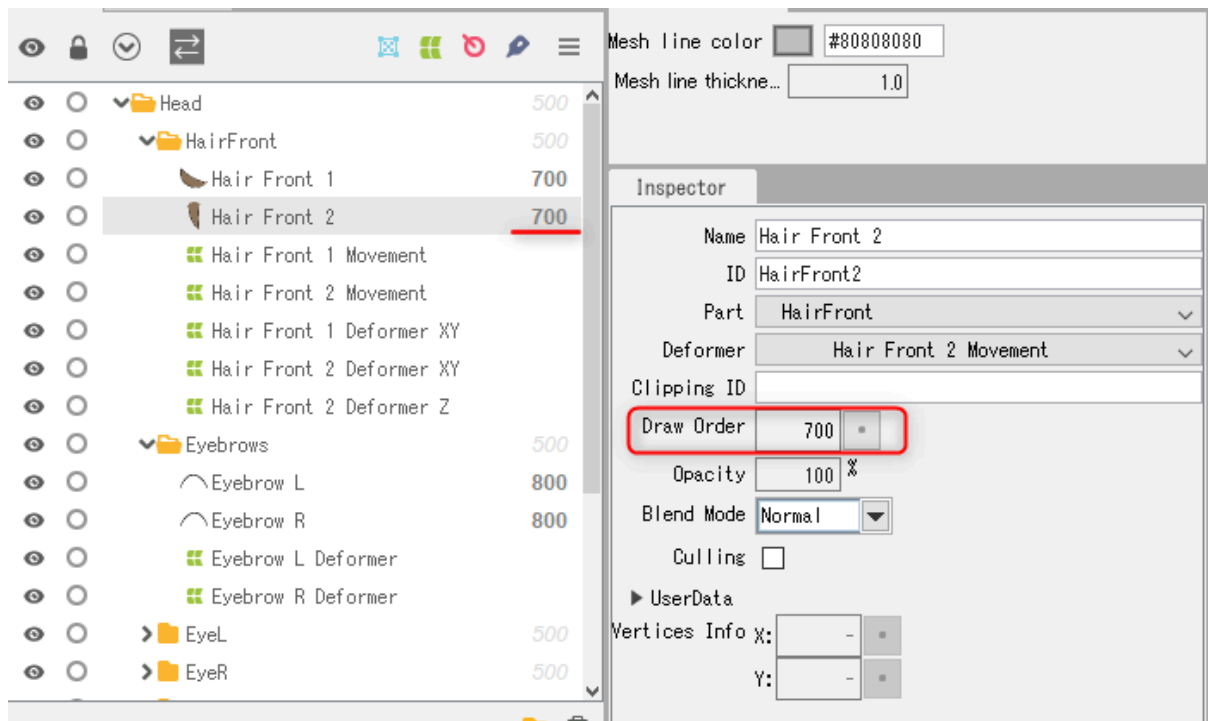 Head 500
HairFront 500
Hair Front 1 700
Hair Front 2 700
Hair Front 1 Movement
Hair Front 2 Movement
Hair Front 1 Deformer XY
Hair Front 2 Deformer XY
Hair Front 2 Deformer Z
Eyebrows 500
Eyebrow L 800
Eyebrow R 800
Eyebrow L Deformer
Eyebrow R Deformer
EyeL 500
EyeR 500
Mesh line color #80808080
Mesh line thickne… 1.0
Inspector
Name Hair Front 2
ID HairFront2
Part HairFront
Deformer Hair Front 2 Movement
Clipping ID
Draw Order 700
Opacity 100 %
Blend Mode Normal
Culling
UserData
Vertices Info X: -
Y: -